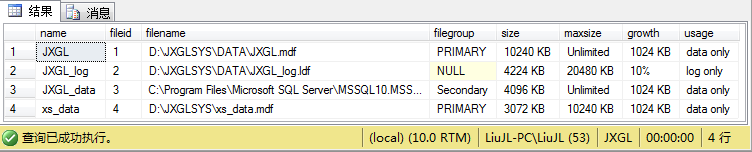 结果 消息
name fileid filename filegroup size maxsize growth usage
1 JXGL 1 D:\JXGLSYS\DATA\JXGL.mdf PRIMARY 10240 KB Unlimited 1024 KB data only
2 JXGL_log 2 D:\JXGLSYS\DATA\JXGL_log.ldf NULL 4224 KB 20480 KB 10% log only
3 JXGL_data 3 C:\Program Files\Microsoft SQL Server\MSSQL10.MSS... Secondary 4096 KB Unlimited 1024 KB data only
4 xs_data 4 D:\JXGLSYS\xs_data.mdf PRIMARY 3072 KB 10240 KB 1024 KB data only
查询已成功执行。 (local) (10.0 RTM) LiuJL-PC\LiuJL (53) JXGL 00:00:00 4 行